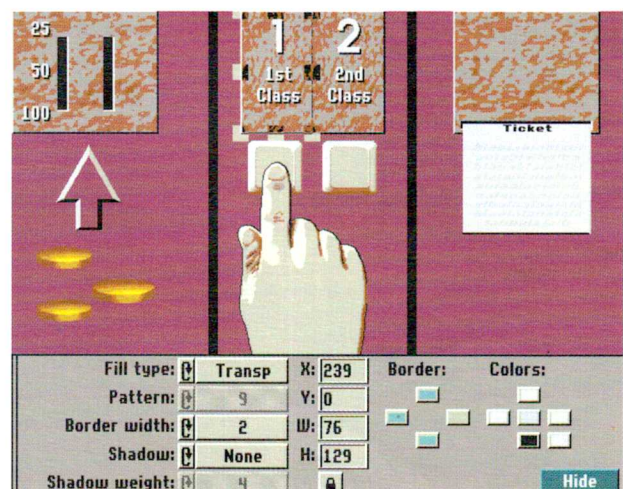 25
50
100
1 2
1st 2nd
Class Class
Ticket
Fill type: Transp X: 239 Border: Colors:
Pattern: 9 Y: 0
Border width: 2 W: 76
Shadow: None H: 129
Shadow weight: 4 Hide